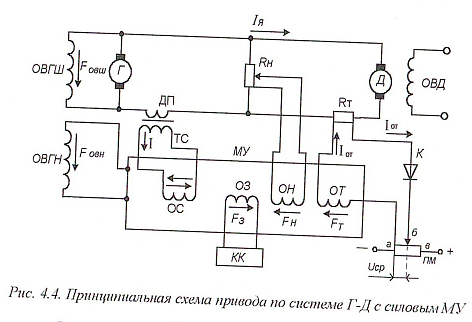 Iя
ОВГШ
Fовш
Г
Rн
Д
ОВД
ДП
Rт
Iот
I
ТС
МУ
Iот
К
ОВГН
Fовн
ОС
ОЗ
ОН
ОТ
Fз
Fн
Fт
б
– а в +
пм
КК
Uср
Рис. 4.4. Принципиальная схема привода по системе Г-Д с силовым МУ